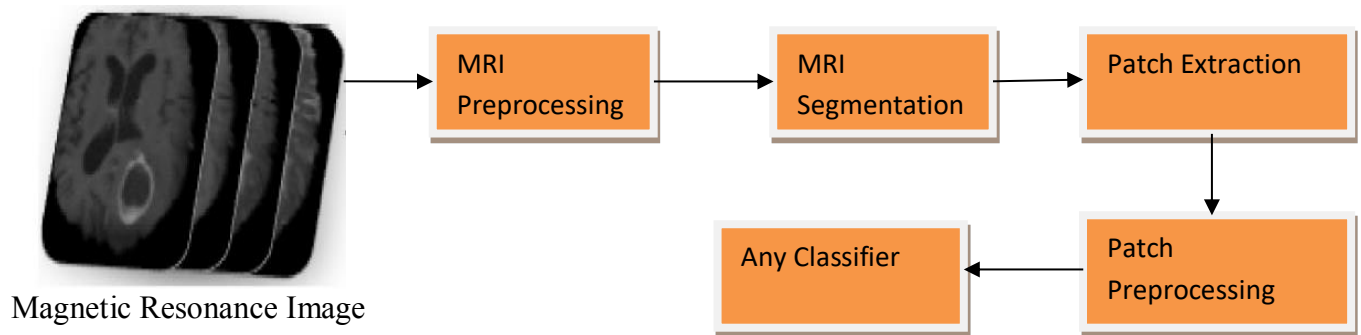 MRI
Preprocessing
MRI
Segmentation
Patch Extraction
Patch
Preprocessing
Any Classifier
Magnetic Resonance Image